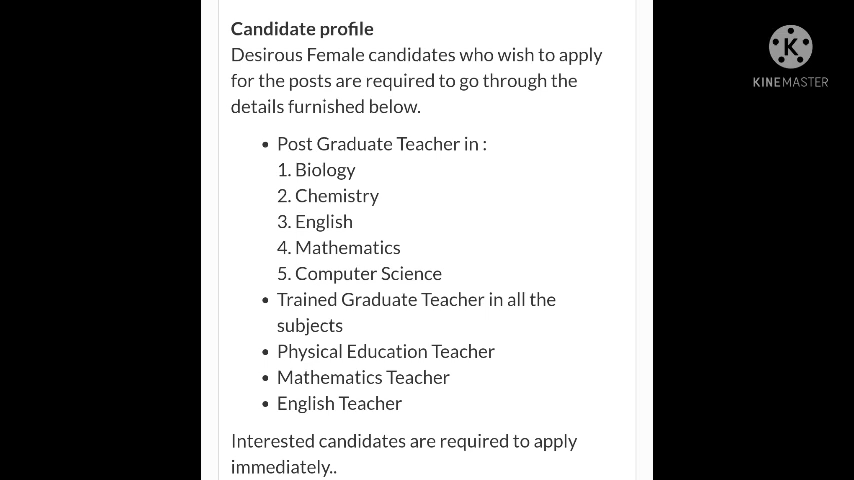 Candidate profile
Desirous Female candidates who wish to apply
for the posts are required to go through the
details furnished below.
• Post Graduate Teacher in :
1. Biology
2. Chemistry
3. English
4. Mathematics
5. Computer Science
• Trained Graduate Teacher in all the
subjects
• Physical Education Teacher
• Mathematics Teacher
• English Teacher
Interested candidates are required to apply
immediately..
K
KINEMASTER